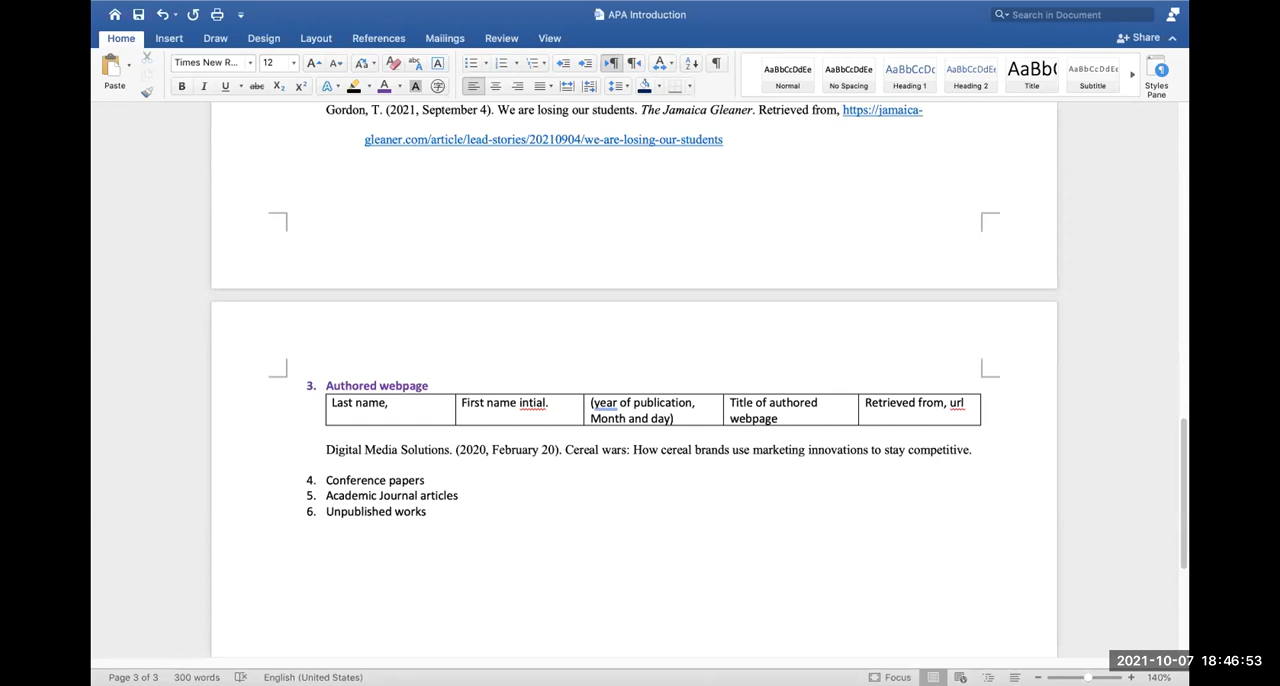 APA Introduction
Search in Document
Home Insert Draw Design Layout References Mailings Review View
Share
Paste
Times New R... 12
AaBbCcDdEe AaBbCcDdEe AaBbCcDc AaBbCcDdEe AaBb( AaBbCcDdEe
Normal No Spacing Heading 1 Heading 2 Title Subtitle
Styles
Pane
Gordon, T. (2021, September 4). We are losing our students. The Jamaica Gleaner. Retrieved from, https://jamaica-
gleaner.com/article/lead-stories/20210904/we-are-losing-our-students
3. Authored webpage
Last name, First name intial. (year of publication, Title of authored Retrieved from, url
Month and day) webpage
Digital Media Solutions. (2020, February 20). Cereal wars: How cereal brands use marketing innovations to stay competitive.
4. Conference papers
5. Academic Journal articles
6. Unpublished works
2021-10-07 18:46:53
Page 3 of 3 300 words English (United States) Focus 140%